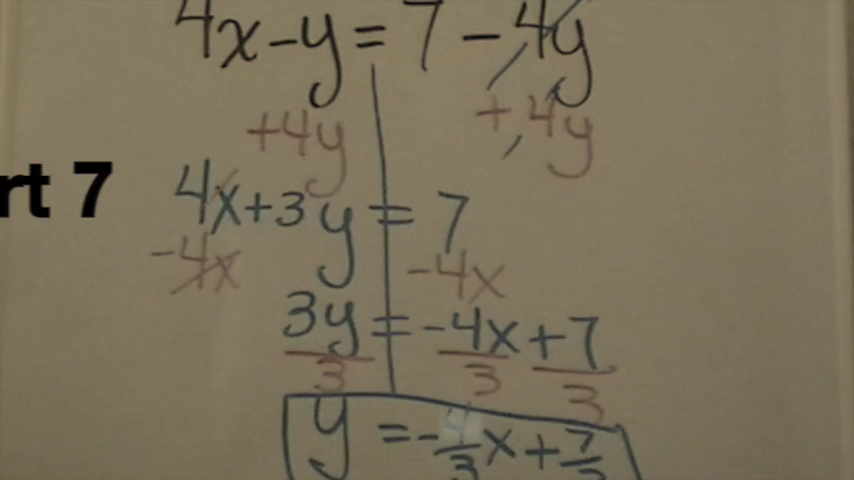 4x-y=7-4y
+4y +4y
rt 7
4x+3y=7
-4x -4x
3y=-4x+7
3 3 3
y=-4/3x+7/3